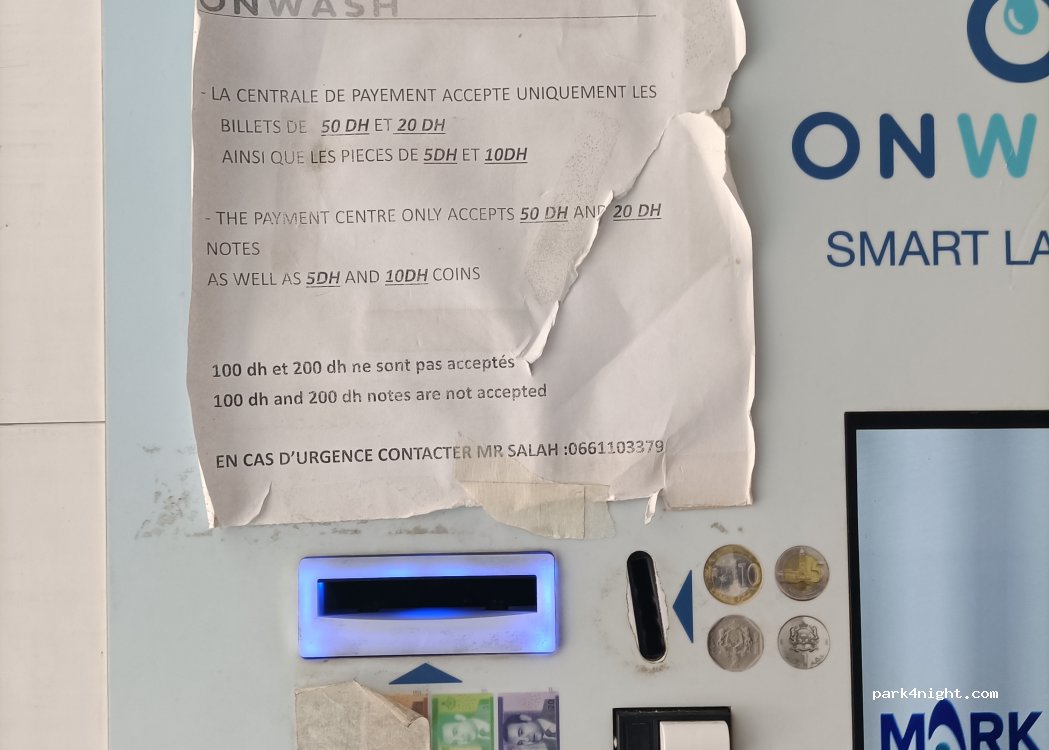 ONWASH
- LA CENTRALE DE PAYEMENT ACCEPTE UNIQUEMENT LES
BILLETS DE 50 DH ET 20 DH
AINSI QUE LES PIECES DE 5DH ET 10DH
- THE PAYMENT CENTRE ONLY ACCEPTS 50 DH AND 20 DH
NOTES
AS WELL AS 5DH AND 10DH COINS
100 dh et 200 dh ne sont pas acceptés
100 dh and 200 dh notes are not accepted
EN CAS D'URGENCE CONTACTER MR SALAH :0661103379
ONW
SMART LA
10
20
park4night.com
MARK